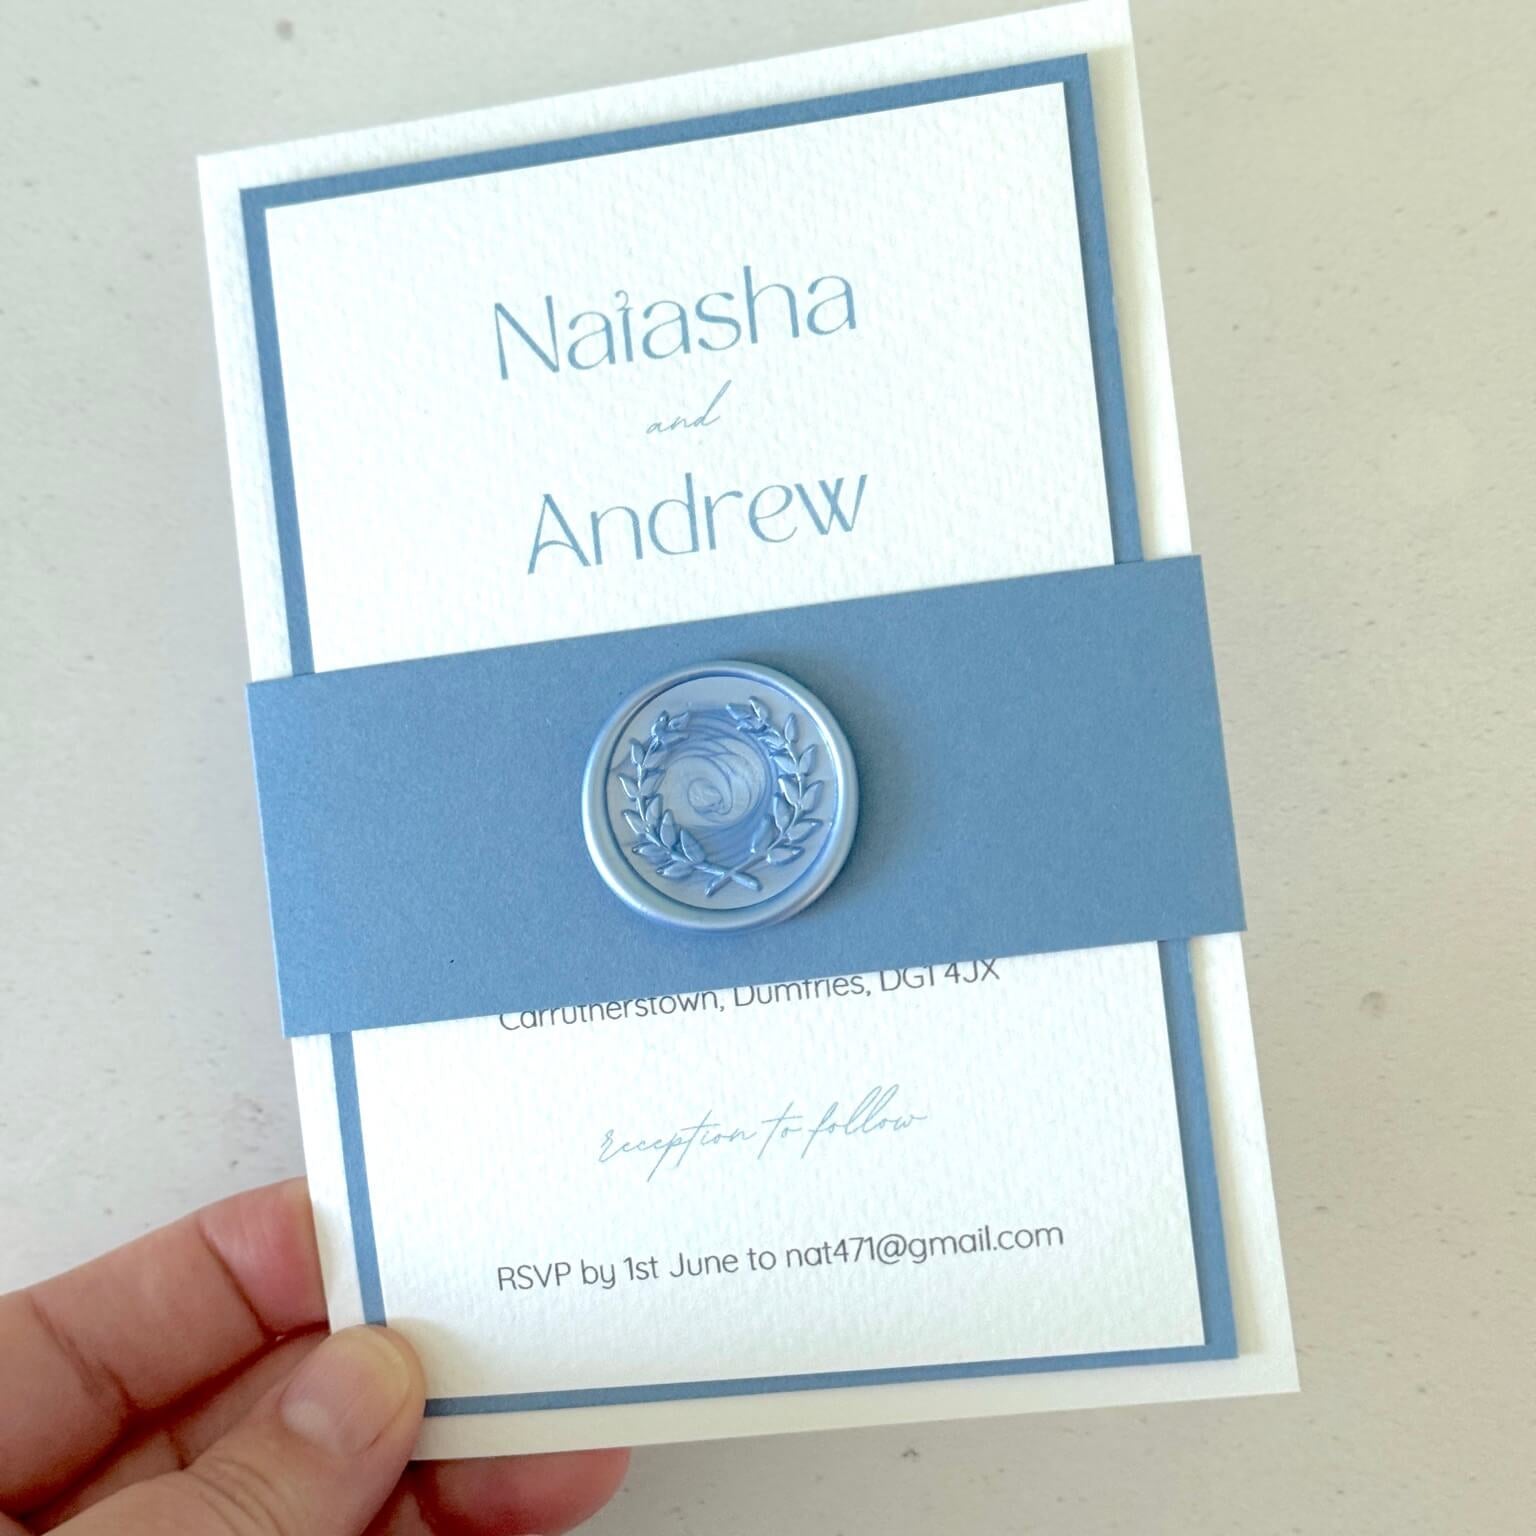 Natasha
and
Andrew
Carrutherstown, Dumfries, DG1 4JX
reception to follow
RSVP by 1st June to nat471@gmail.com